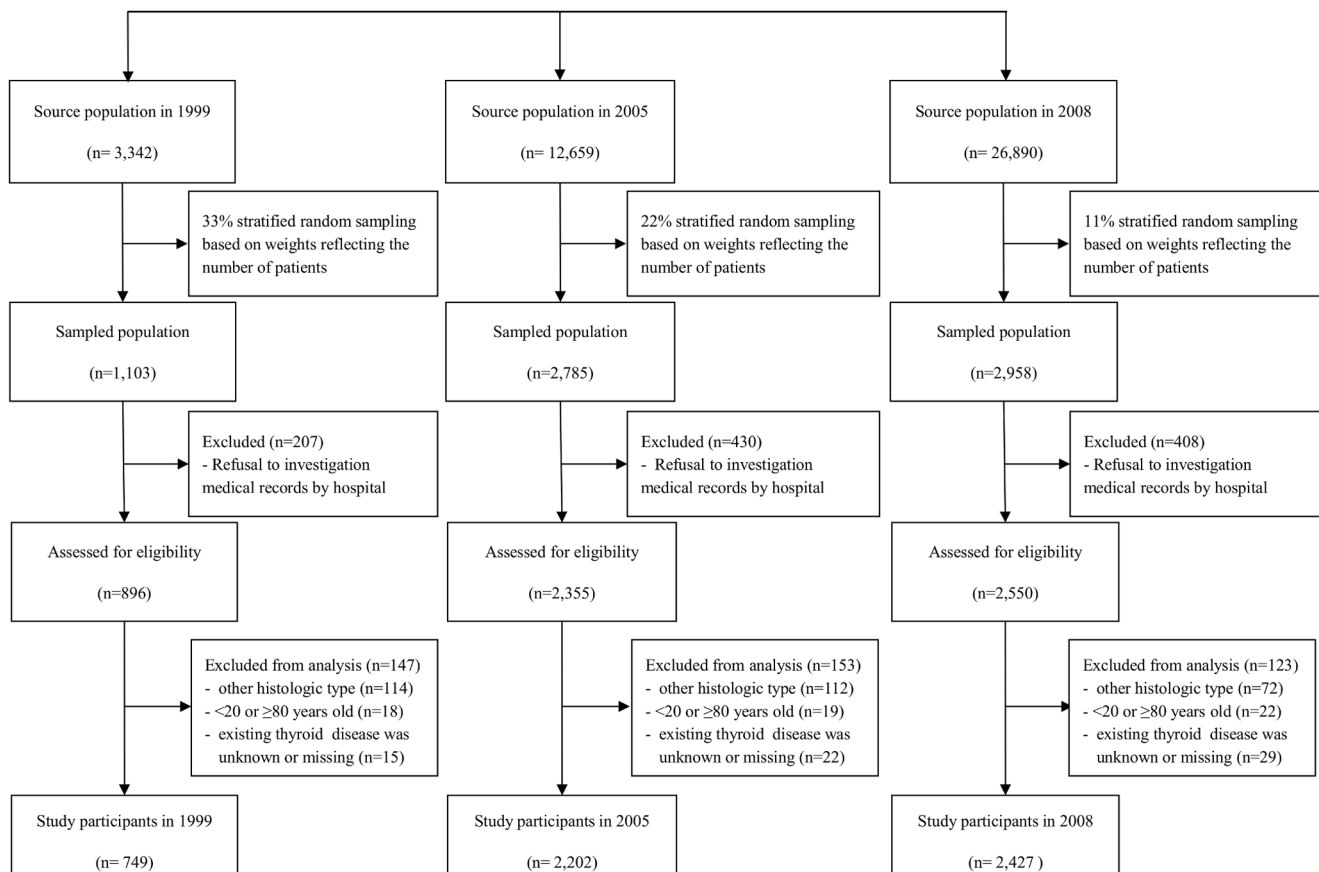 Source population in 1999
(n= 3,342)
33% stratified random sampling
based on weights reflecting the
number of patients
Sampled population
(n=1,103)
Excluded (n=207)
- Refusal to investigation
medical records by hospital
Assessed for eligibility
(n=896)
Excluded from analysis (n=147)
- other histologic type (n=114)
- <20 or ≥80 years old (n=18)
- existing thyroid disease was
unknown or missing (n=15)
Study participants in 1999
(n= 749)
Source population in 2005
(n= 12,659)
22% stratified random sampling
based on weights reflecting the
number of patients
Sampled population
(n=2,785)
Excluded (n=430)
- Refusal to investigation
medical records by hospital
Assessed for eligibility
(n=2,355)
Excluded from analysis (n=153)
- other histologic type (n=112)
- <20 or ≥80 years old (n=19)
- existing thyroid disease was
unknown or missing (n=22)
Study participants in 2005
(n= 2,202)
Source population in 2008
(n= 26,890)
11% stratified random sampling
based on weights reflecting the
number of patients
Sampled population
(n=2,958)
Excluded (n=408)
- Refusal to investigation
medical records by hospital
Assessed for eligibility
(n=2,550)
Excluded from analysis (n=123)
- other histologic type (n=72)
- <20 or ≥80 years old (n=22)
- existing thyroid disease was
unknown or missing (n=29)
Study participants in 2008
(n= 2,427 )